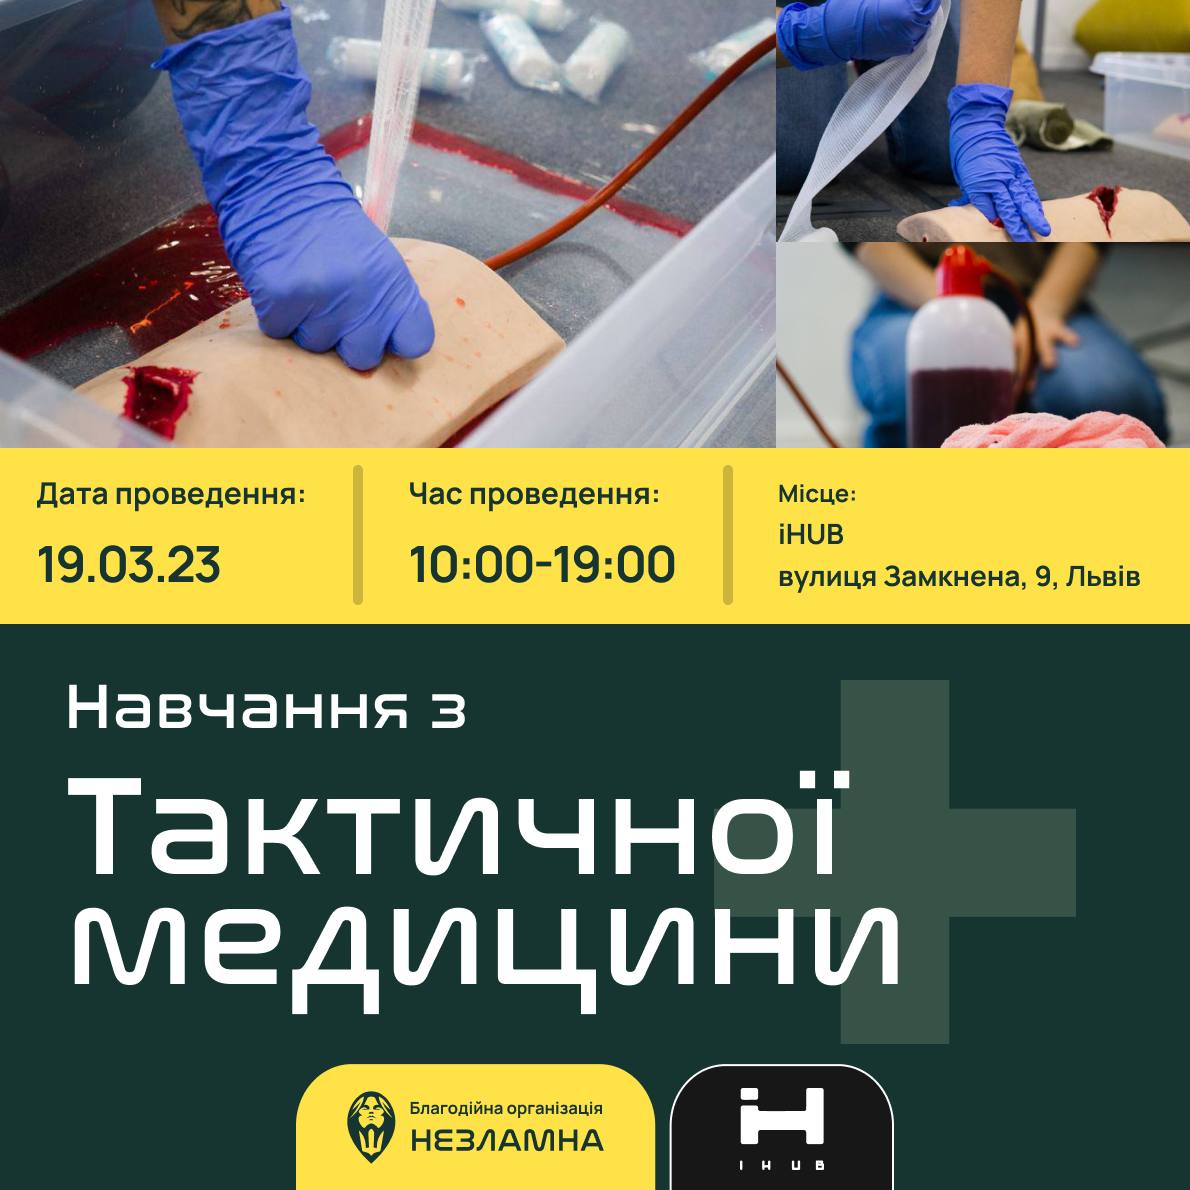 Дата проведення:
19.03.23
Час проведення:
10:00-19:00
Місце:
iHUB
вулиця Замкнена, 9, Львів
Навчання з
Тактичної
медицини
Благодійна організація
НЕЗЛАМНА
iH
IHUB